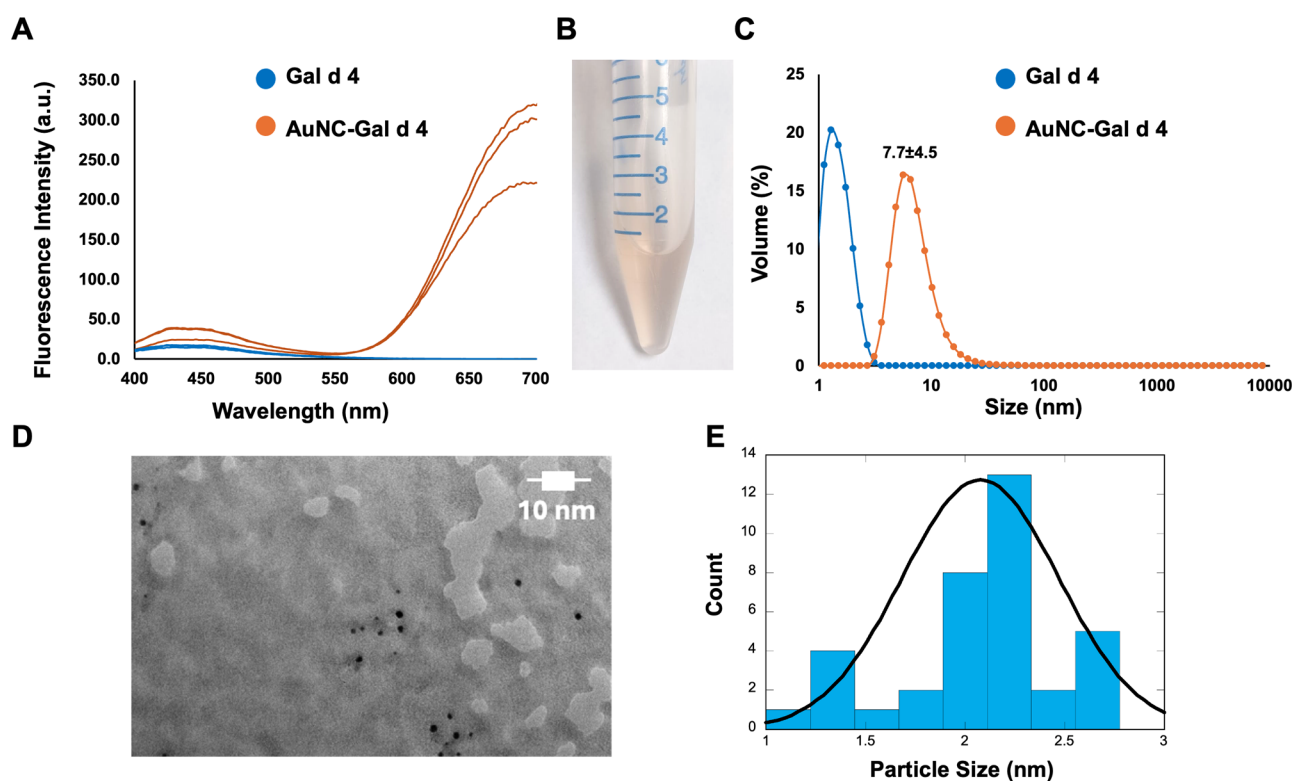 A
Fluorescence Intensity (a.u.)
350.0
300.0
250.0
200.0
150.0
100.0
50.0
0.0
400
450
500
550
600
650
700
Wavelength (nm)
Gal d 4
AuNC-Gal d 4
B
5
4
3
2
C
Volume (%)
25
20
15
10
5
0
1
10
100
1000
10000
Size (nm)
Gal d 4
AuNC-Gal d 4
7.7±4.5
D
10 nm
E
Count
14
12
10
8
6
4
2
0
1
1.5
2
2.5
3
Particle Size (nm)